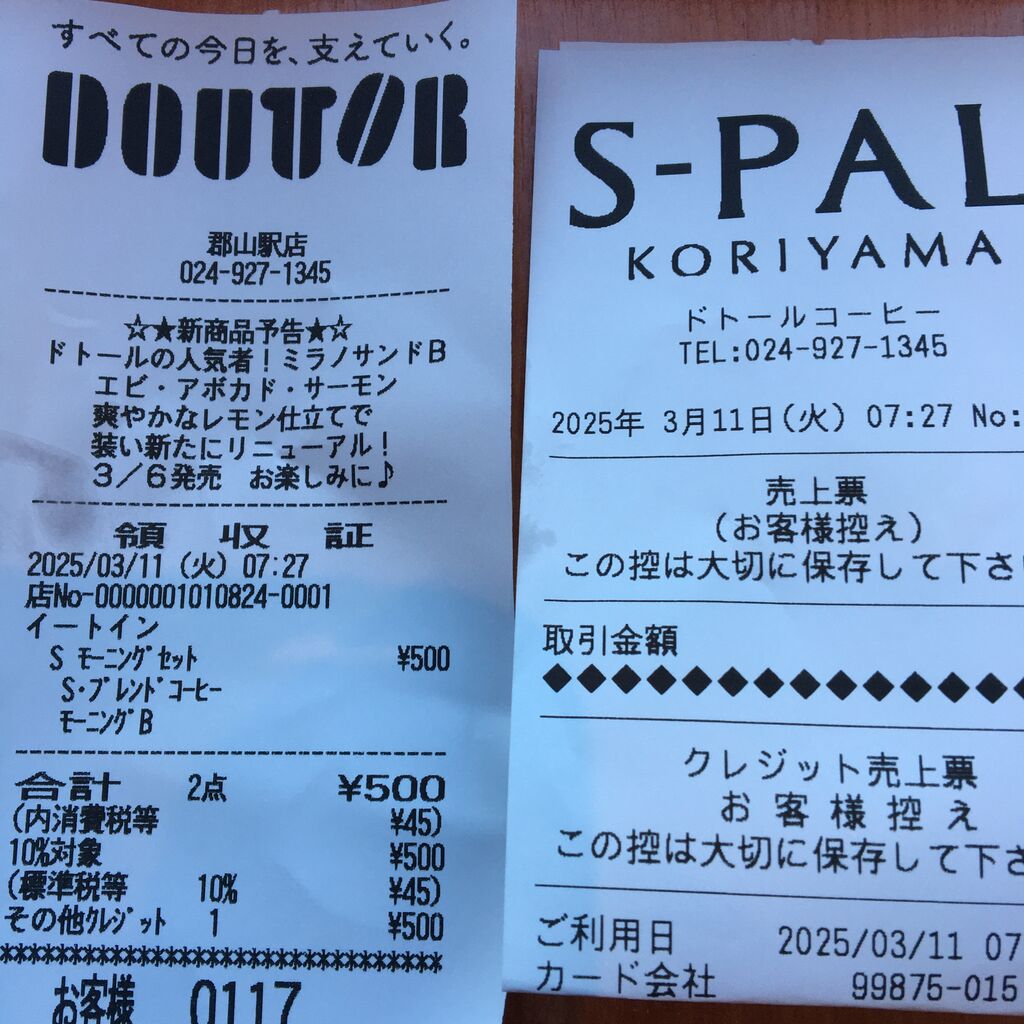 すべての今日を、支えていく。
DOUTOR
郡山駅店
024-927-1345
☆★新商品予告★☆
ドトールの人気者！ミラノサンドB
エビ・アボカド・サーモン
爽やかなレモン仕立てで
装い新たにリニューアル！
3／6発売 お楽しみに♪
領収証
2025/03/11 (火) 07:27
店No-0000001010824-0001
イートイン
S モーニングセット ¥500
S・ブレンドコーヒー
モーニングB
合計 2点 ¥500
(内消費税等 ¥45)
10%対象 ¥500
(標準税等 10% ¥45)
その他クレジット 1 ¥500
******************************
お客様 0117
S-PAL
KORIYAMA
ドトールコーヒー
TEL:024-927-1345
2025年 3月11日(火) 07:27 No:
売上票
(お客様控え)
この控は大切に保存して下さ
取引金額
◆◆◆◆◆◆◆◆◆◆◆◆◆◆
クレジット売上票
お客様控え
この控は大切に保存して下さ
ご利用日 2025/03/11 07
カード会社 99875-015